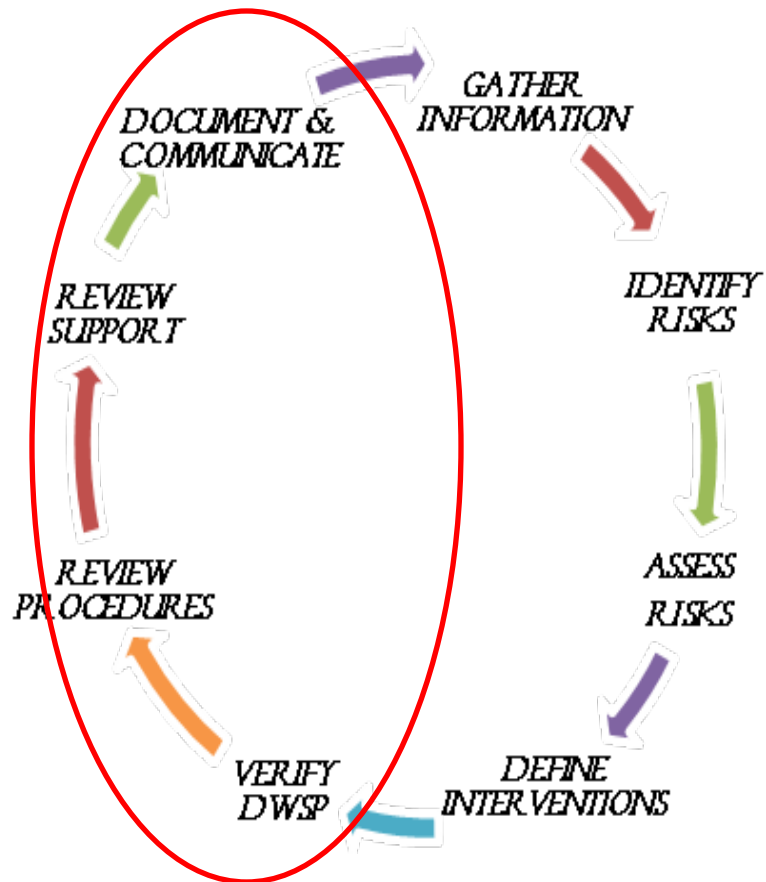 DOCUMENT &
COMMUNICATE
GATHER
INFORMATION
IDENTIFY
RISKS
ASSESS
RISKS
DEFINE
INTERVENTIONS
VERIFY
DWSP
REVIEW
PROCEDURES
REVIEW
SUPPORT